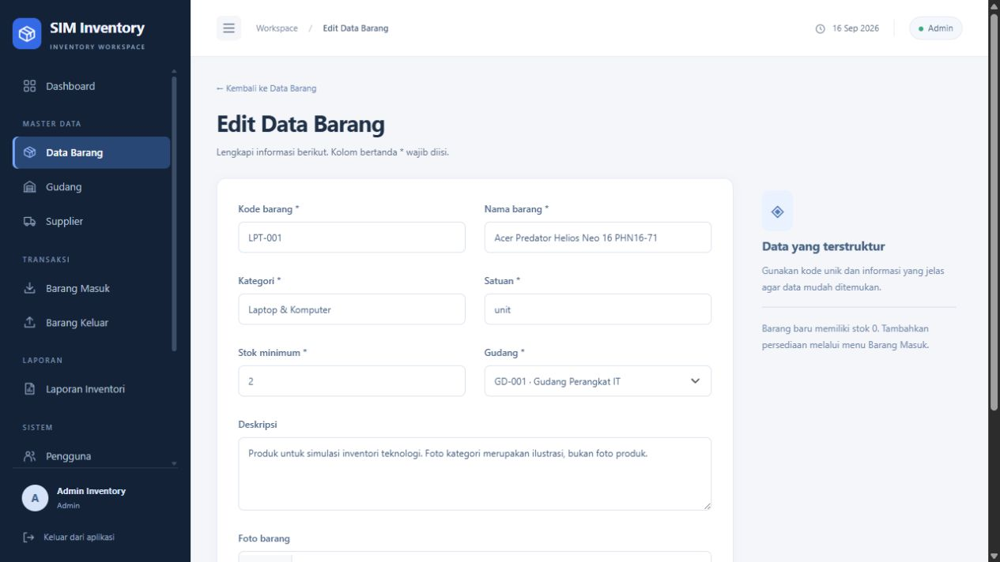 SIM Inventory
INVENTORY WORKSPACE
Dashboard
MASTER DATA
Data Barang
Gudang
Supplier
TRANSAKSI
Barang Masuk
Barang Keluar
LAPORAN
Laporan Inventori
SISTEM
Pengguna
A
Admin Inventory
Admin
Keluar dari aplikasi
Workspace / Edit Data Barang
16 Sep 2026
Admin
← Kembali ke Data Barang
Edit Data Barang
Lengkapi informasi berikut. Kolom bertanda * wajib diisi.
Kode barang *
LPT-001
Nama barang *
Acer Predator Helios Neo 16 PHN16-71
Kategori *
Laptop & Komputer
Satuan *
unit
Stok minimum *
2
Gudang *
GD-001 · Gudang Perangkat IT
Deskripsi
Produk untuk simulasi inventori teknologi. Foto kategori merupakan ilustrasi, bukan foto produk.
Foto barang
Data yang terstruktur
Gunakan kode unik dan informasi yang jelas
agar data mudah ditemukan.
Barang baru memiliki stok 0. Tambahkan
persediaan melalui menu Barang Masuk.